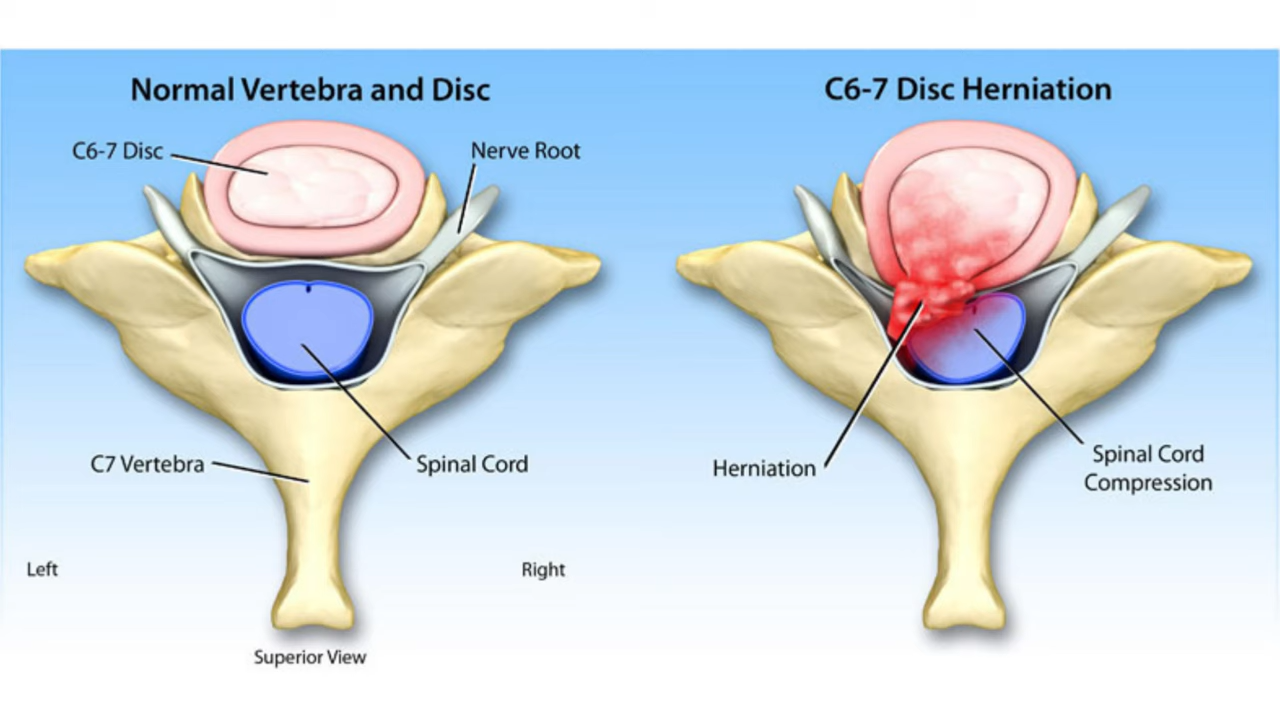 Normal Vertebra and Disc
C6-7 Disc
Nerve Root
C7 Vertebra
Spinal Cord
Left
Right
Superior View
C6-7 Disc Herniation
Herniation
Spinal Cord
Compression